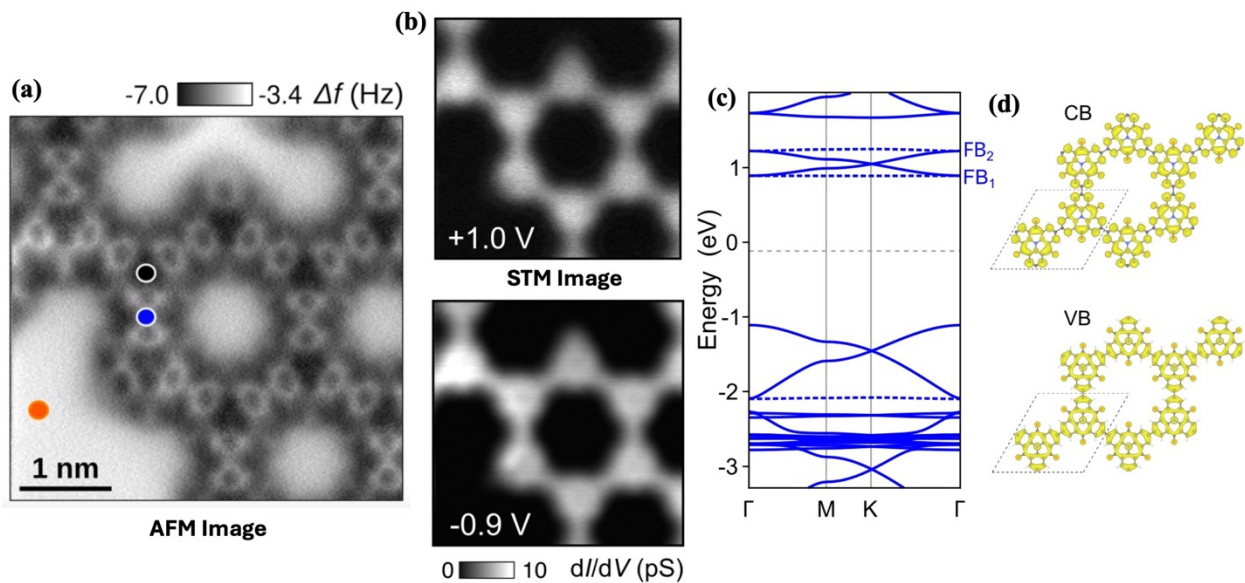 (a)
-7.0 -3.4 Δf (Hz)
1 nm
AFM Image
(b)
+1.0 V
STM Image
-0.9 V
0 10 dI/dV (pS)
(c)
Energy (eV)
1
0
-1
-2
-3
FB2
FB1
Γ M K Γ
(d)
CB
VB